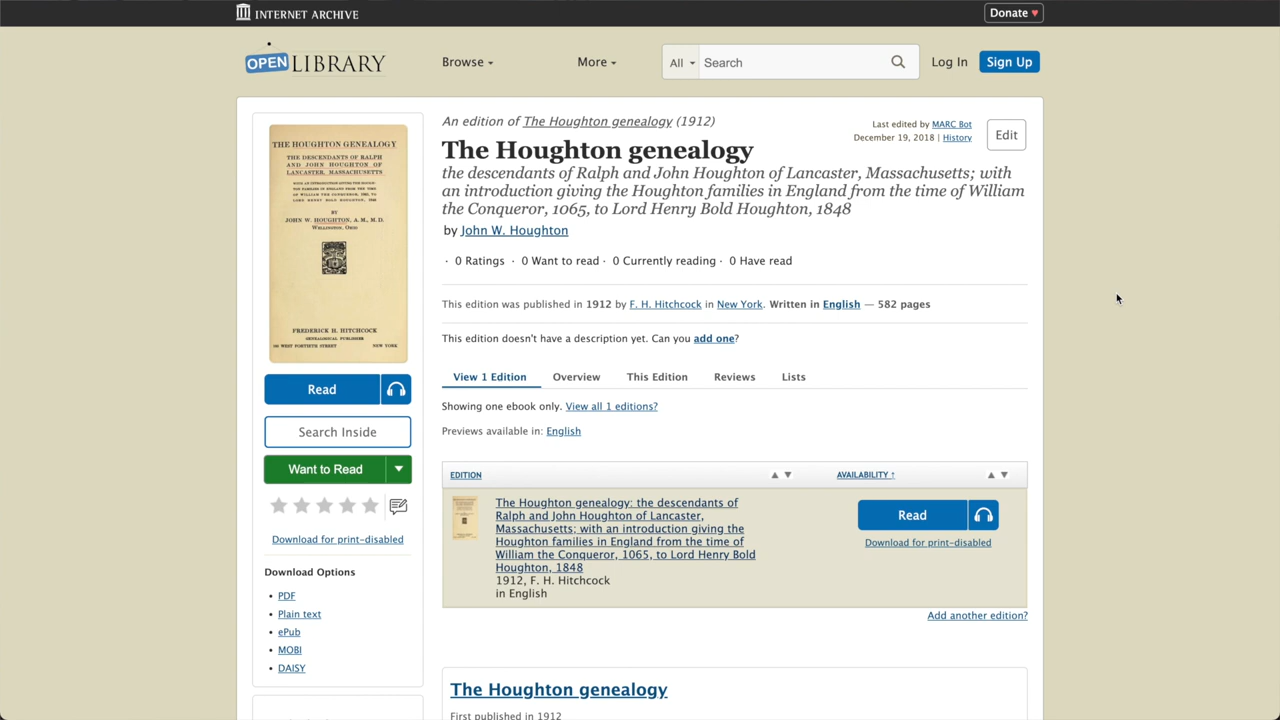 INTERNET ARCHIVE
Donate ♥
OPEN LIBRARY
Browse
More
All
Search
Log In
Sign Up
THE HOUGHTON GENEALOGY
THE DESCENDANTS OF RALPH
AND JOHN HOUGHTON OF
LANCASTER, MASSACHUSETTS
BY
JOHN W. HOUGHTON, A.M., M.D.
WELLINGTON, OHIO
FREDERICK H. HITCHCOCK
GENEALOGICAL PUBLISHER
NEW YORK
Read
Search Inside
Want to Read
Download for print-disabled
Download Options
• PDF
• Plain text
• ePub
• MOBI
• DAISY
An edition of The Houghton genealogy (1912)
Last edited by MARC Bot
December 19, 2018 | History
Edit
The Houghton genealogy
the descendants of Ralph and John Houghton of Lancaster, Massachusetts; with
an introduction giving the Houghton families in England from the time of William
the Conqueror, 1065, to Lord Henry Bold Houghton, 1848
by John W. Houghton
· 0 Ratings · 0 Want to read · 0 Currently reading · 0 Have read
This edition was published in 1912 by F. H. Hitchcock in New York. Written in English — 582 pages
This edition doesn't have a description yet. Can you add one?
View 1 Edition
Overview
This Edition
Reviews
Lists
Showing one ebook only. View all 1 editions?
Previews available in: English
EDITION
AVAILABILITY ↑
The Houghton genealogy: the descendants of
Ralph and John Houghton of Lancaster,
Massachusetts; with an introduction giving the
Houghton families in England from the time of
William the Conqueror, 1065, to Lord Henry Bold
Houghton, 1848
1912, F. H. Hitchcock
in English
Read
Download for print-disabled
Add another edition?
The Houghton genealogy
First published in 1912